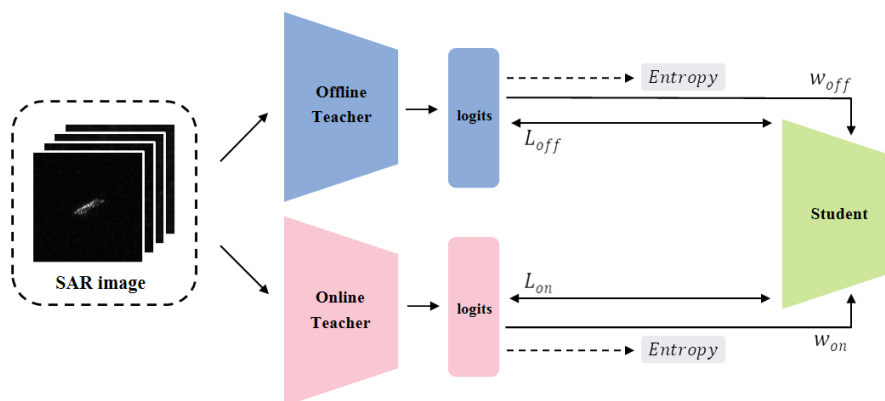 SAR image
Offline
Teacher
logits
Entropy
w_off
L_off
Student
Online
Teacher
logits
L_on
w_on
Entropy